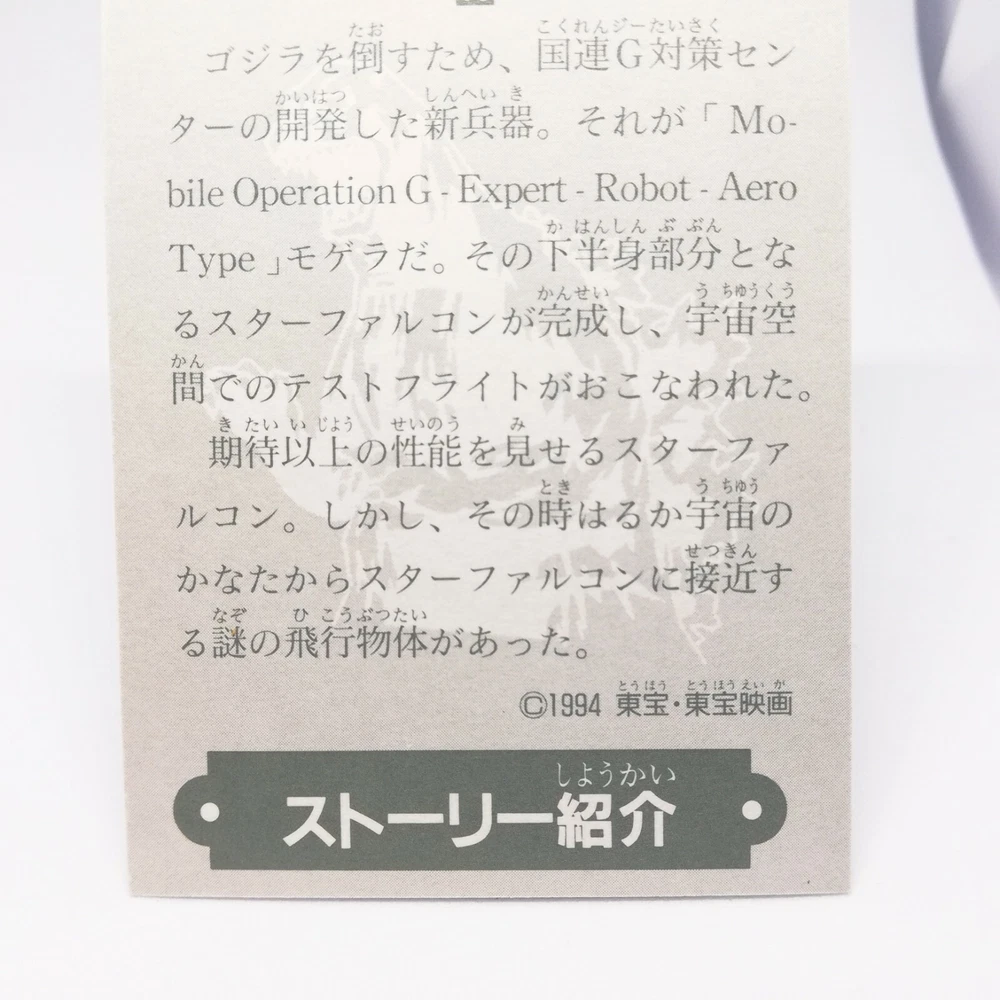 ゴジラを倒すため、国連G対策セン
ターの開発した新兵器。それが「 Mo-
bile Operation G - Expert - Robot - Aero
Type 」モゲラだ。その下半身部分とな
るスターファルコンが完成し、宇宙空
間でのテストフライトがおこなわれた。
期待以上の性能を見せるスターファ
ルコン。しかし、その時はるか宇宙の
かなたからスターファルコンに接近す
る謎の飛行物体があった。
©1994 東宝・東宝映画
ストーリー紹介